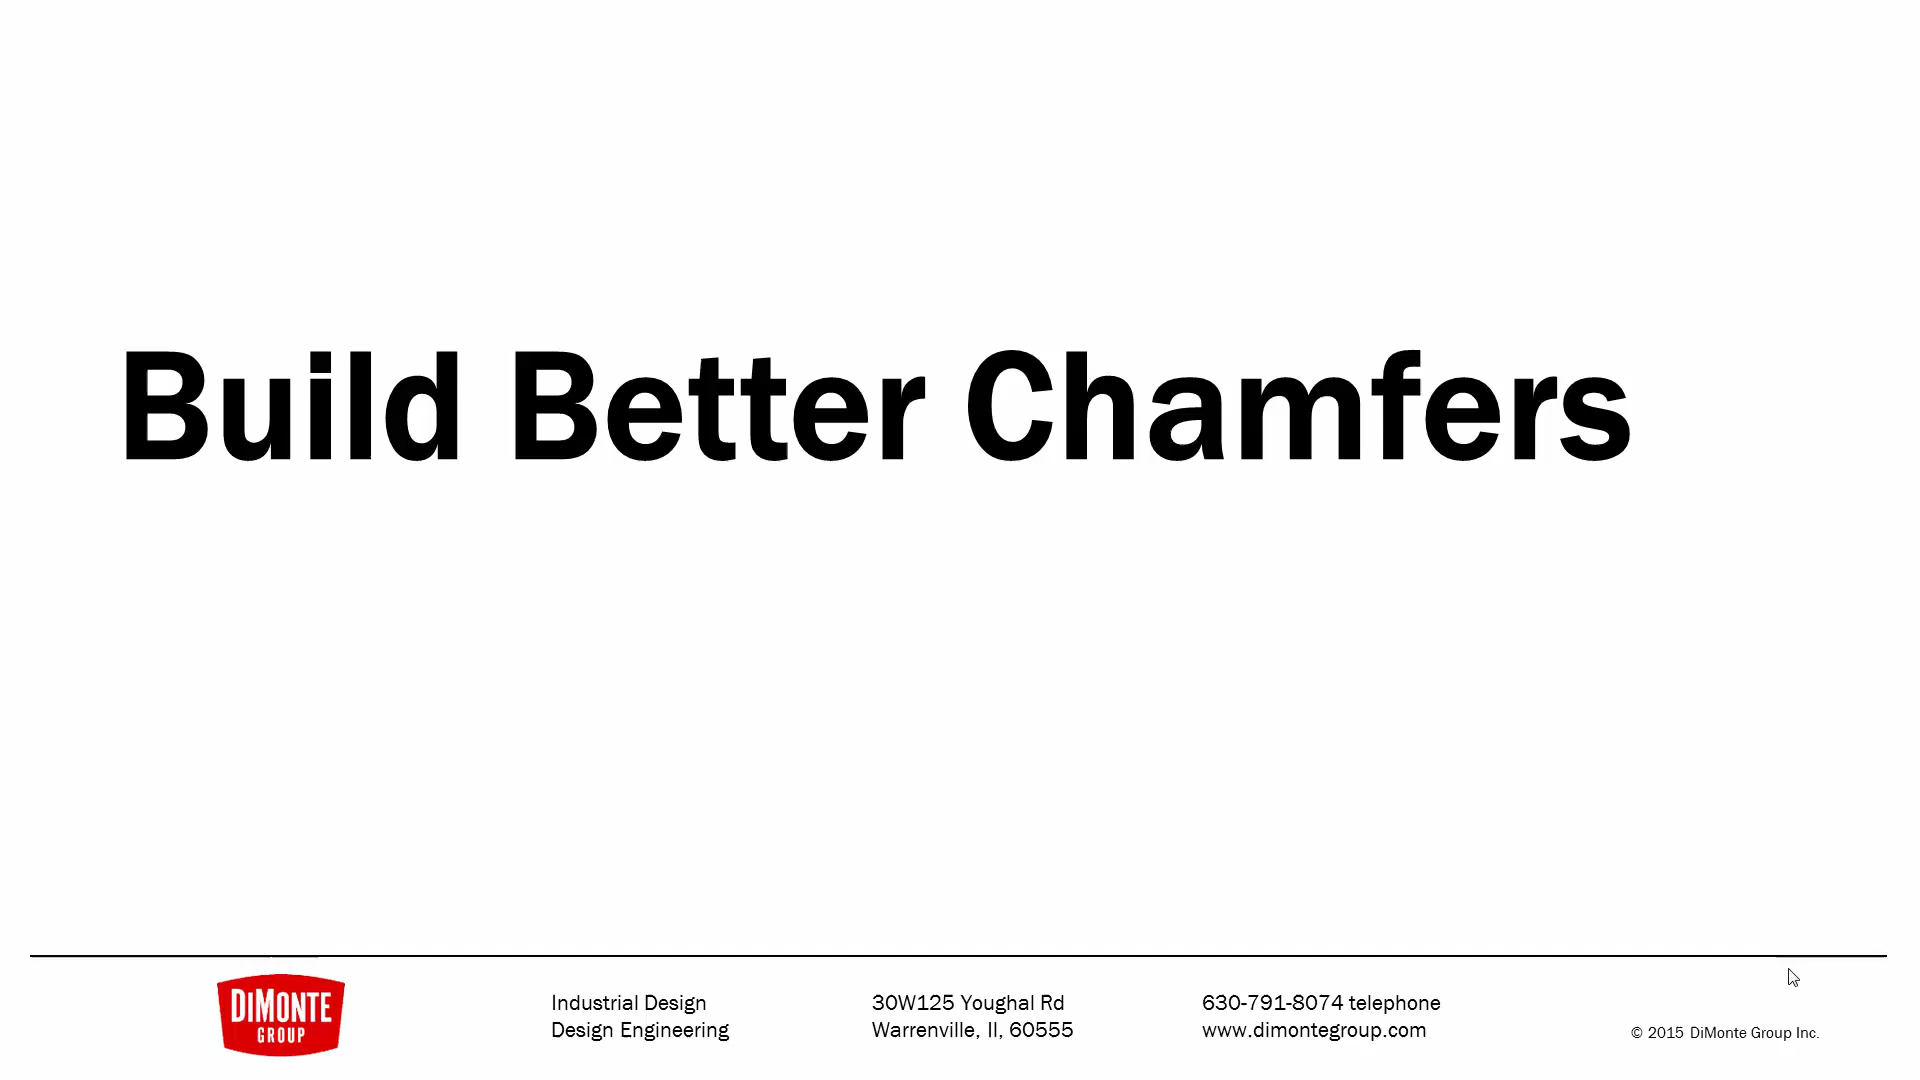 Build Better Chamfers
DIMONTE
GROUP
Industrial Design
Design Engineering
30W125 Youghal Rd
Warrenville, Il, 60555
630-791-8074 telephone
www.dimontegroup.com
© 2015 DiMonte Group Inc.